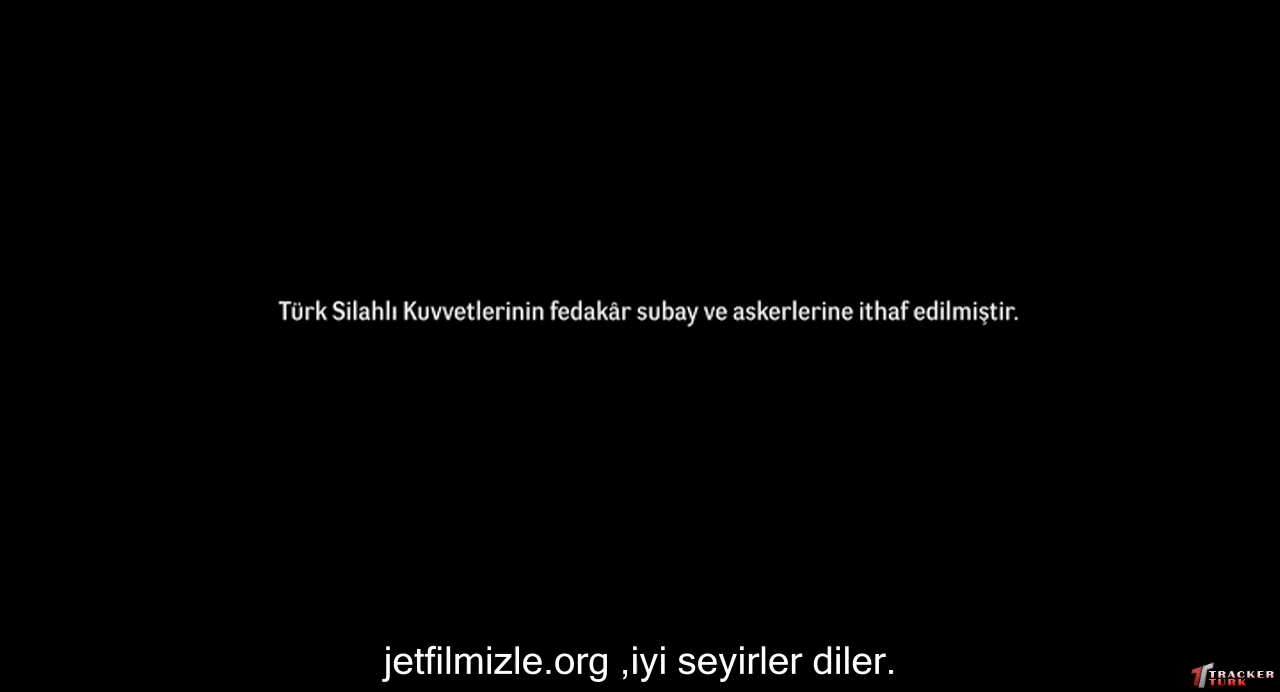 Türk Silahlı Kuvvetlerinin fedakâr subay ve askerlerine ithaf edilmiştir.
jetfilmizle.org ,iyi seyirler diler.
TRACKER
TURK